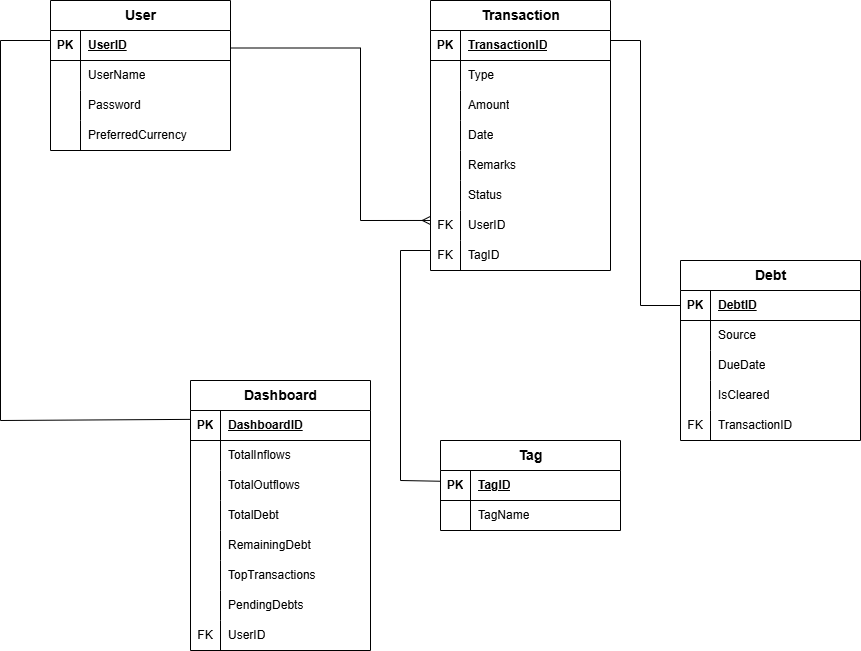 User
PK UserID
UserName
Password
PreferredCurrency
Transaction
PK TransactionID
Type
Amount
Date
Remarks
Status
FK UserID
FK TagID
Debt
PK DebtID
Source
DueDate
IsCleared
FK TransactionID
Dashboard
PK DashboardID
TotalInflows
TotalOutflows
TotalDebt
RemainingDebt
TopTransactions
PendingDebts
FK UserID
Tag
PK TagID
TagName